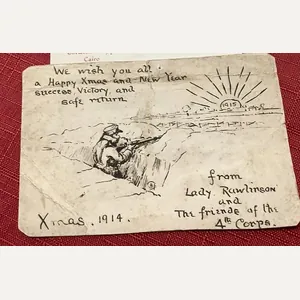 Cairo
We wish you all
a Happy Xmas and New Year
success, Victory, and
safe return
1915
from
Lady Rawlinson
and
The friends of the
4th Corps.
Xmas. 1914.